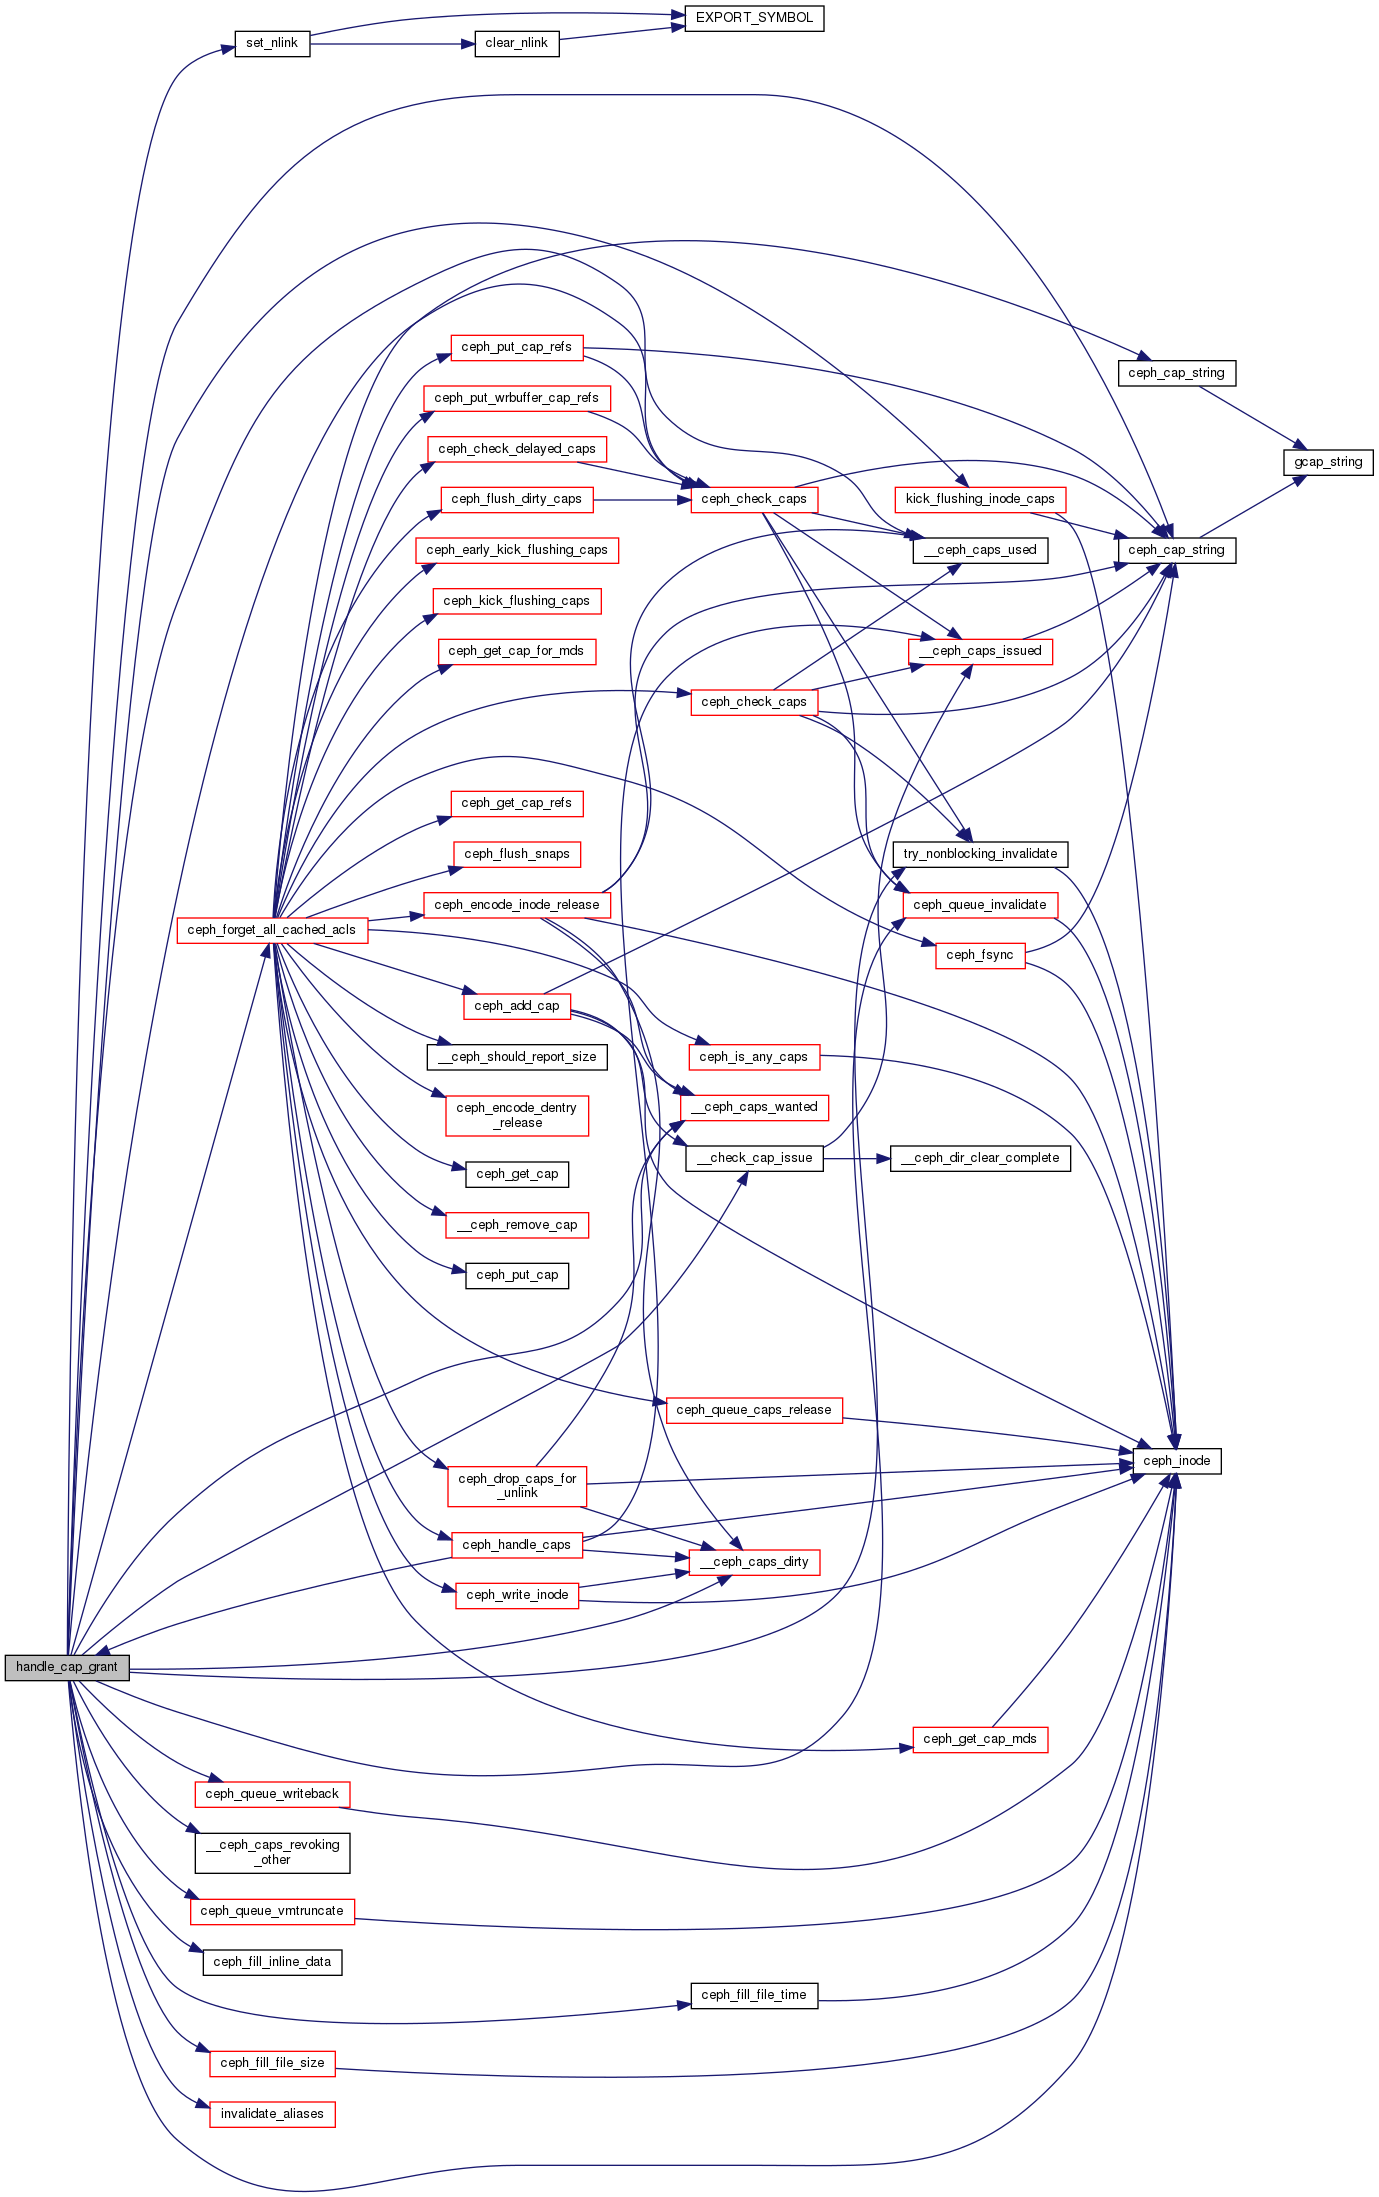 EXPORT_SYMBOL
set_nlink
clear_nlink
ceph_put_cap_refs
ceph_cap_string
ceph_put_wrbuffer_cap_refs
ceph_check_delayed_caps
gcap_string
ceph_flush_dirty_caps
ceph_check_caps
kick_flushing_inode_caps
ceph_early_kick_flushing_caps
__ceph_caps_used
ceph_cap_string
ceph_kick_flushing_caps
ceph_get_cap_for_mds
__ceph_caps_issued
ceph_check_caps
ceph_get_cap_refs
ceph_flush_snaps
try_nonblocking_invalidate
ceph_encode_inode_release
ceph_queue_invalidate
ceph_forget_all_cached_acls
ceph_fsync
ceph_add_cap
__ceph_should_report_size
ceph_is_any_caps
ceph_encode_dentry
_release
__ceph_caps_wanted
ceph_get_cap
__check_cap_issue
__ceph_dir_clear_complete
__ceph_remove_cap
ceph_put_cap
ceph_queue_caps_release
ceph_inode
ceph_drop_caps_for
_unlink
ceph_handle_caps
__ceph_caps_dirty
ceph_write_inode
handle_cap_grant
ceph_get_cap_mds
ceph_queue_writeback
__ceph_caps_revoking
_other
ceph_queue_vmtruncate
ceph_fill_inline_data
ceph_fill_file_time
ceph_fill_file_size
invalidate_aliases